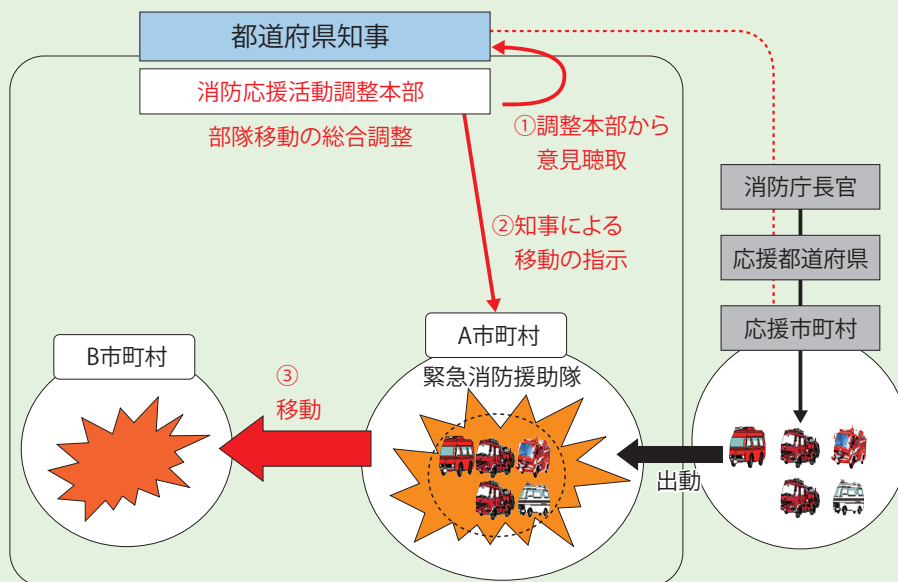 都道府県知事
消防応援活動調整本部
部隊移動の総合調整
①調整本部から
意見聴取
②知事による
移動の指示
消防庁長官
応援都道府県
応援市町村
A市町村
緊急消防援助隊
B市町村
③
移動
出動